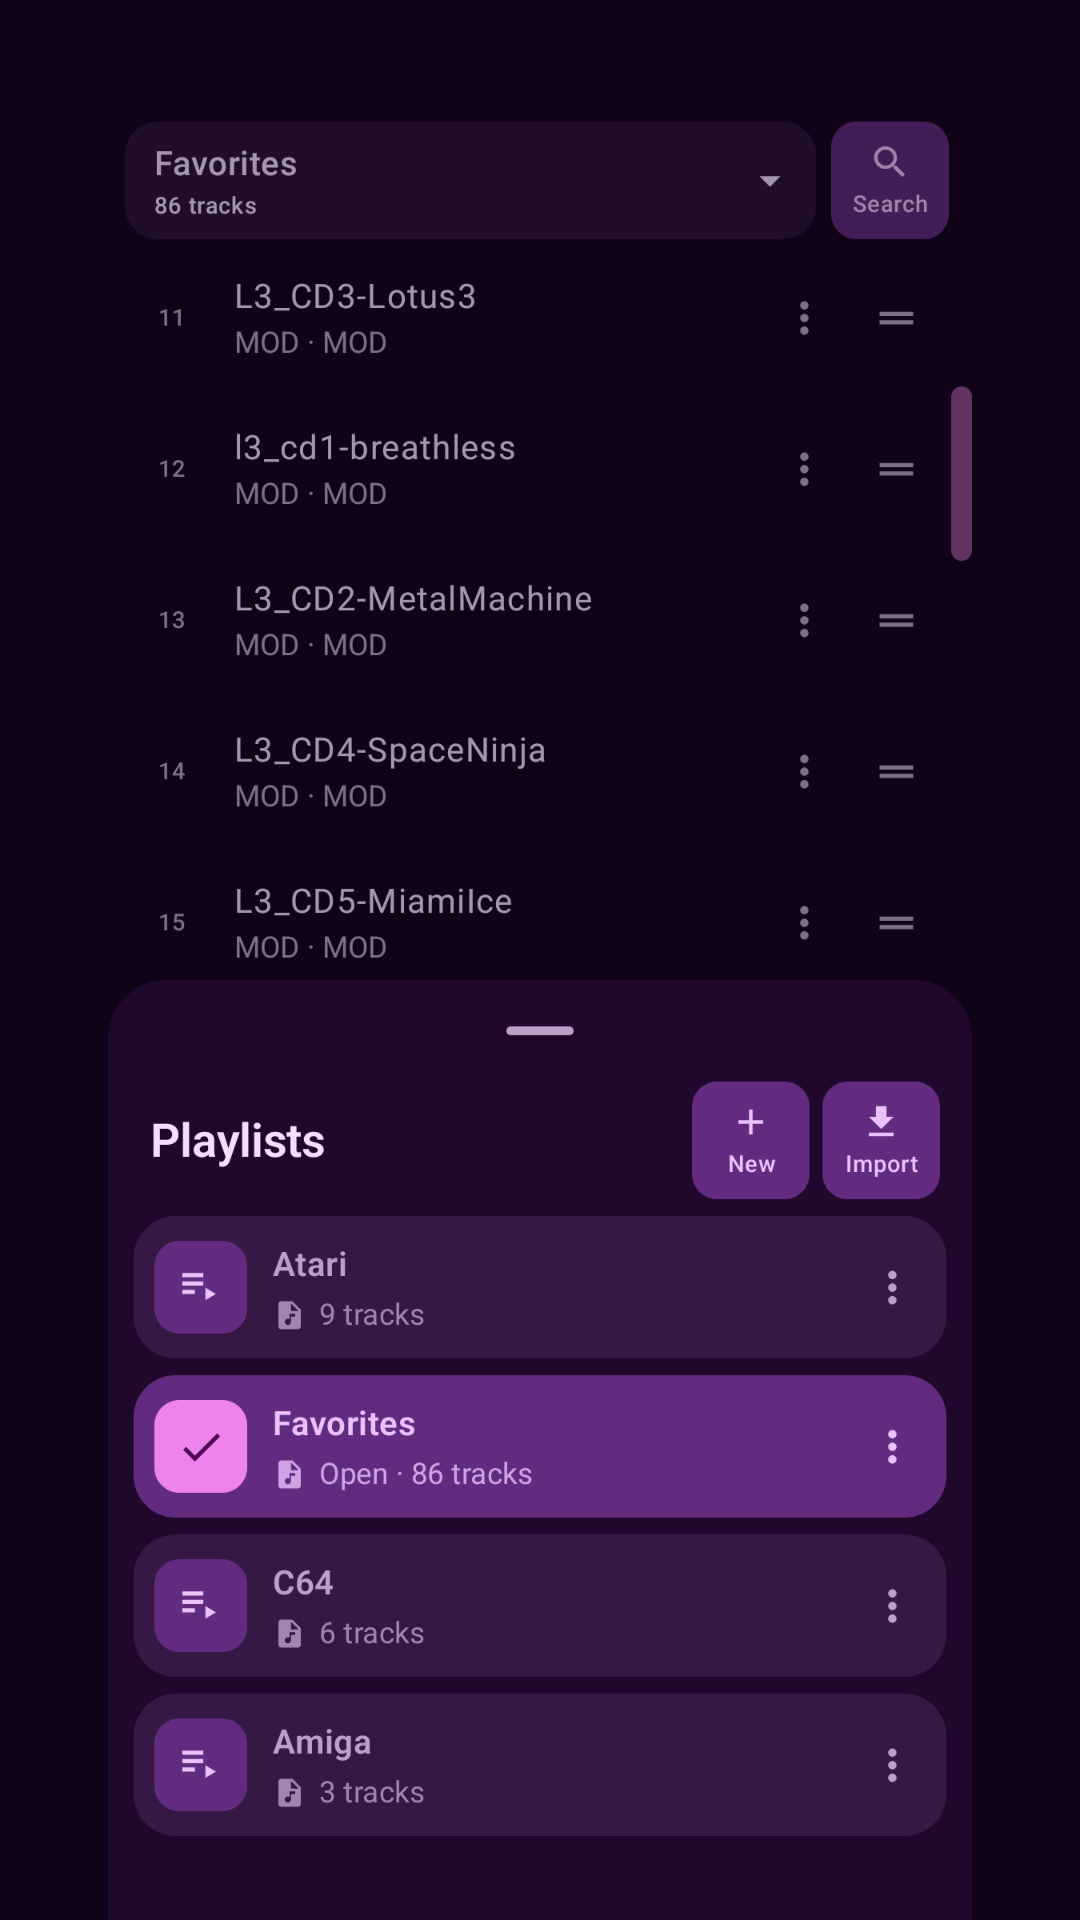 Favorites
86 tracks
Search
11
L3_CD3-Lotus3
MOD · MOD
12
l3_cd1-breathless
MOD · MOD
13
L3_CD2-MetalMachine
MOD · MOD
14
L3_CD4-SpaceNinja
MOD · MOD
15
L3_CD5-MiamiIce
MOD · MOD
Playlists
New
Import
Atari
9 tracks
Favorites
Open · 86 tracks
C64
6 tracks
Amiga
3 tracks